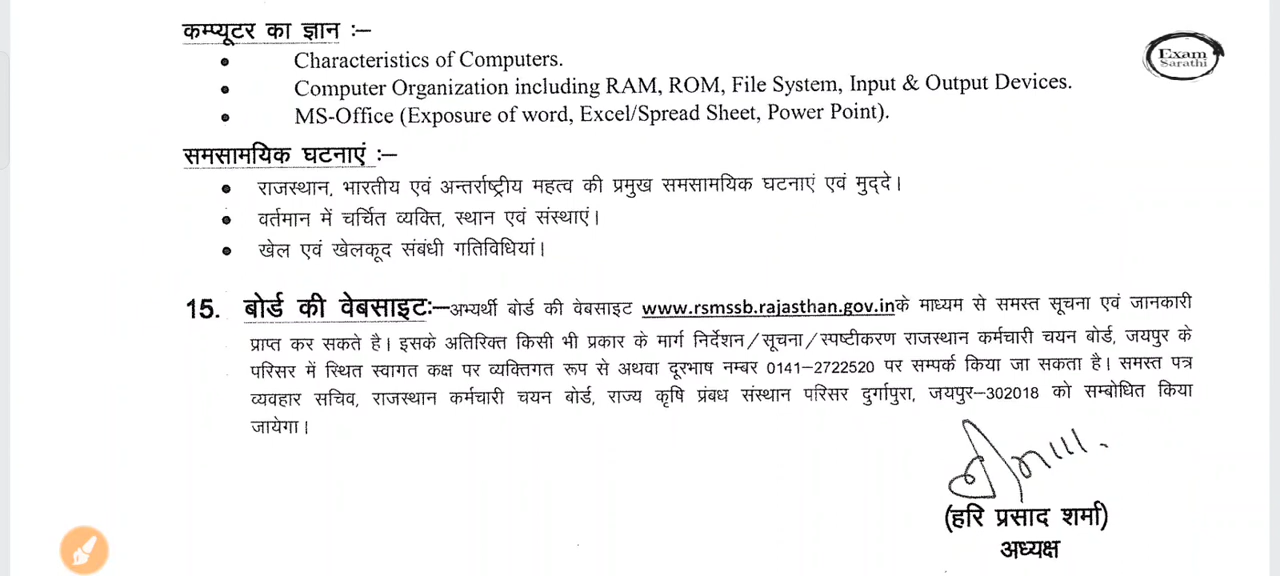 कम्प्यूटर का ज्ञान :–
• Characteristics of Computers.
• Computer Organization including RAM, ROM, File System, Input & Output Devices.
• MS-Office (Exposure of word, Excel/Spread Sheet, Power Point).
Exam
Sarathi
समसामयिक घटनाएं :–
• राजस्थान, भारतीय एवं अन्तर्राष्ट्रीय महत्व की प्रमुख समसामयिक घटनाएं एवं मुद्दे।
• वर्तमान में चर्चित व्यक्ति, स्थान एवं संस्थाएं।
• खेल एवं खेलकूद संबंधी गतिविधियां।
15. बोर्ड की वेबसाइटः–अभ्यर्थी बोर्ड की वेबसाइट www.rsmssb.rajasthan.gov.inके माध्यम से समस्त सूचना एवं जानकारी
प्राप्त कर सकते है। इसके अतिरिक्त किसी भी प्रकार के मार्ग निर्देशन/सूचना/स्पष्टीकरण राजस्थान कर्मचारी चयन बोर्ड, जयपुर के
परिसर में स्थित स्वागत कक्ष पर व्यक्तिगत रूप से अथवा दूरभाष नम्बर 0141–2722520 पर सम्पर्क किया जा सकता है। समस्त पत्र
व्यवहार सचिव, राजस्थान कर्मचारी चयन बोर्ड, राज्य कृषि प्रबंध संस्थान परिसर दुर्गापुरा, जयपुर–302018 को सम्बोधित किया
जायेगा।
(हरि प्रसाद शर्मा)
अध्यक्ष